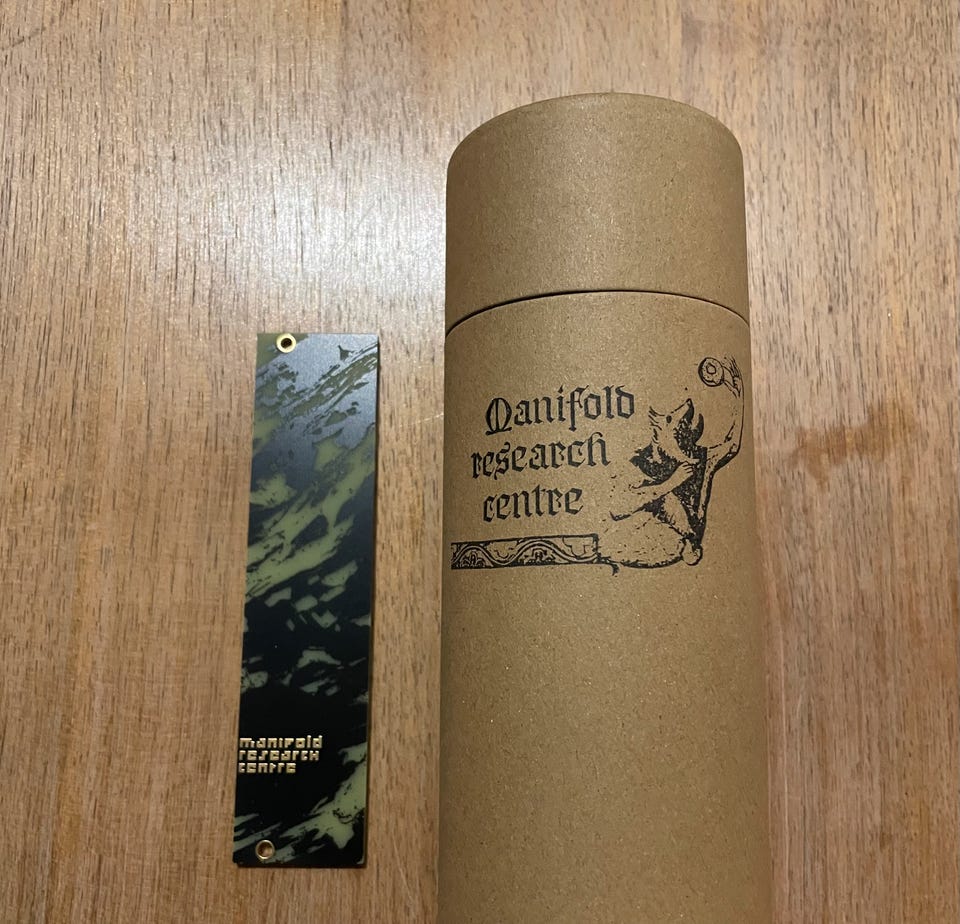 manifold
research
centre
Manifold
research
centre